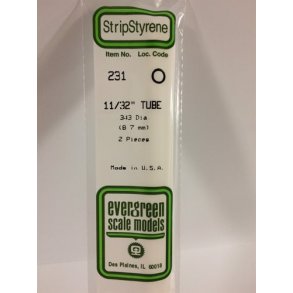 StripStyrene
Item No. Loc. Code
231
11/32" TUBE
.343 Dia
(8.7 mm)
2 Pieces
Made in U.S.A.
evergreen
scale models
Des Plaines, IL 60018